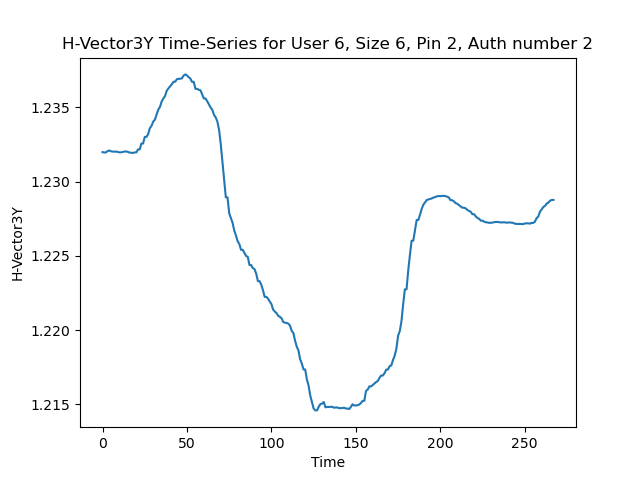 H-Vector3Y Time-Series for User 6, Size 6, Pin 2, Auth number 2
H-Vector3Y
1.235
1.230
1.225
1.220
1.215
0 50 100 150 200 250
Time